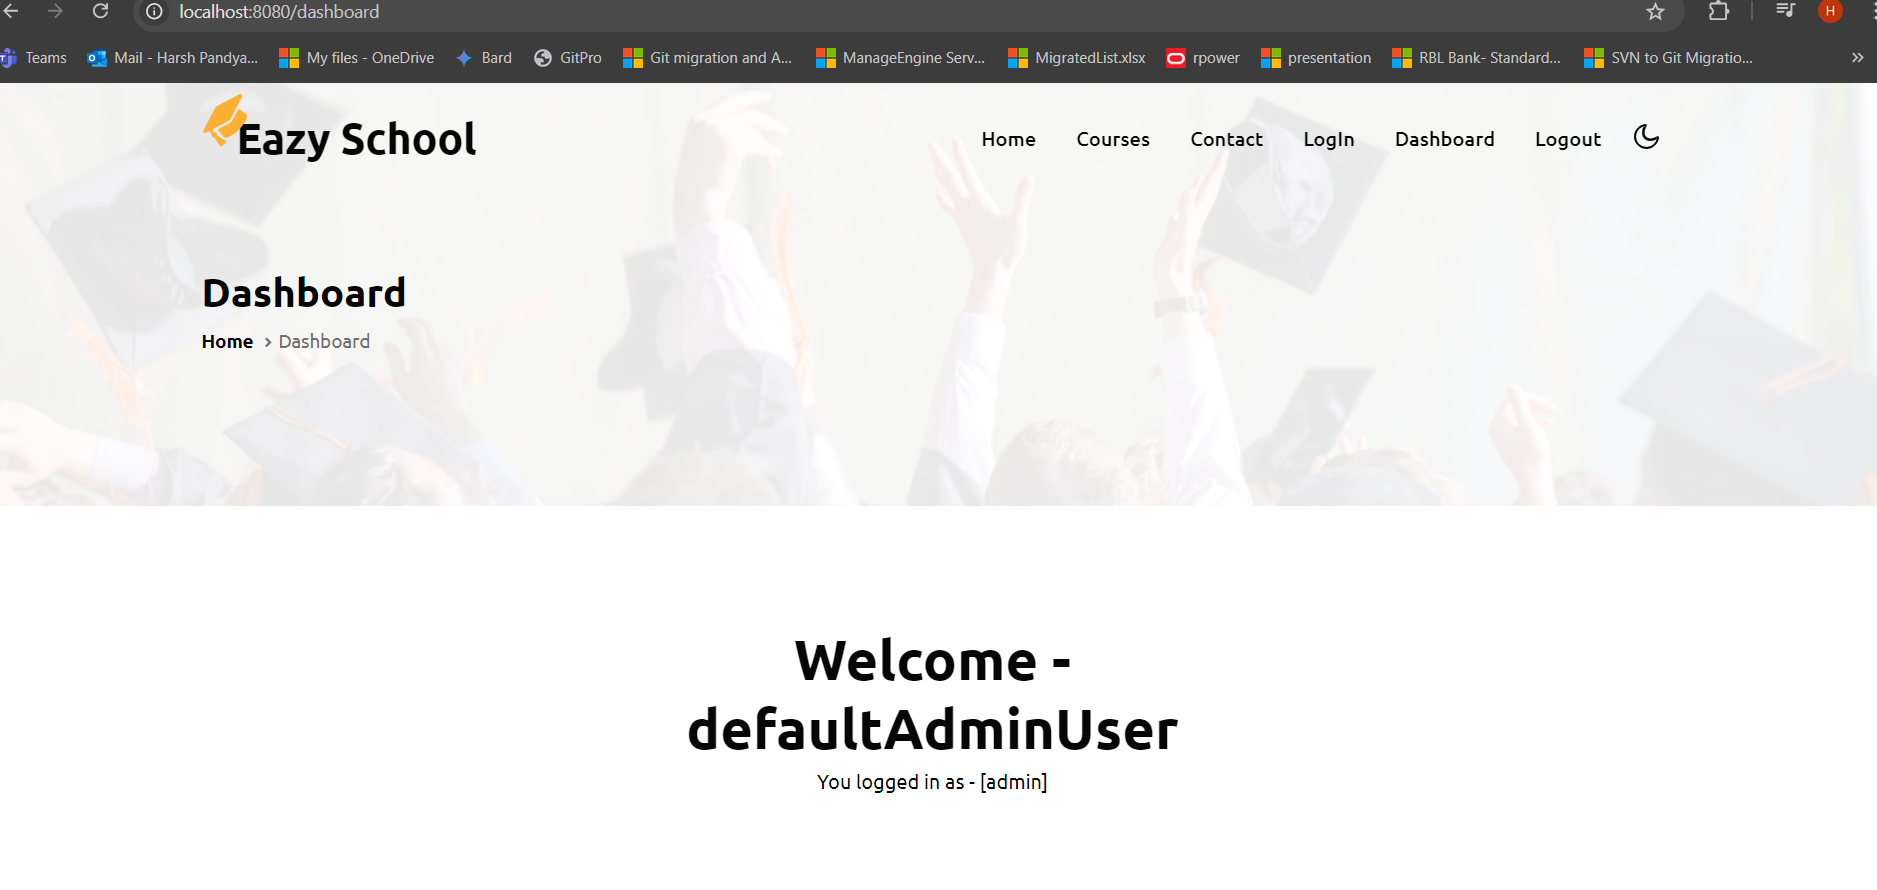 localhost:8080/dashboard
H
Teams Mail - Harsh Pandya... My files - OneDrive Bard GitPro Git migration and A... ManageEngine Serv... MigratedList.xlsx rpower presentation RBL Bank- Standard... SVN to Git Migratio... »
Eazy School
Home Courses Contact LogIn Dashboard Logout
Dashboard
Home > Dashboard
Welcome -
defaultAdminUser
You logged in as - [admin]